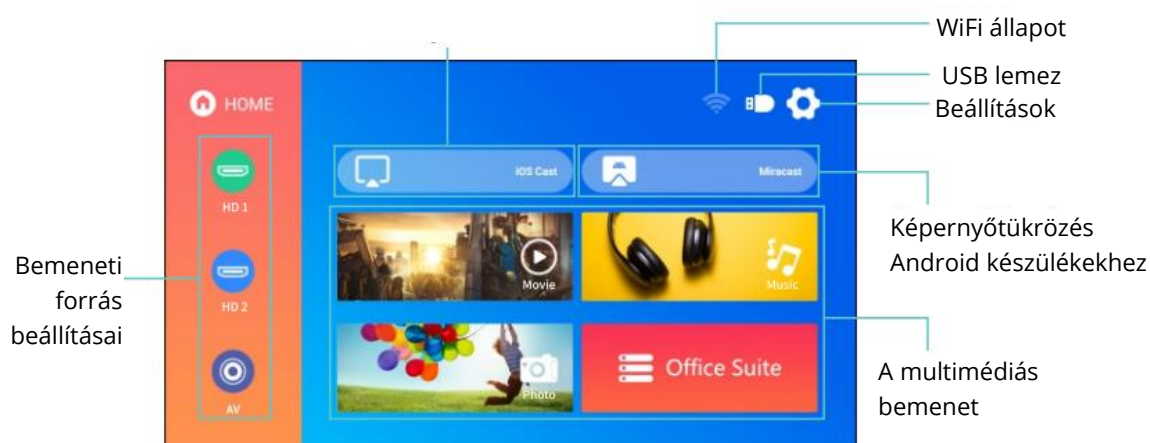 WiFi állapot
USB lemez
Beállítások
HOME
iOS Cast
Miracast
HD 1
Képernyőtükrözés
Android készülékekhez
Movie
Music
Bemeneti
forrás
beállításai
HD 2
Office Suite
Photo
A multimédiás
bemenet
AV